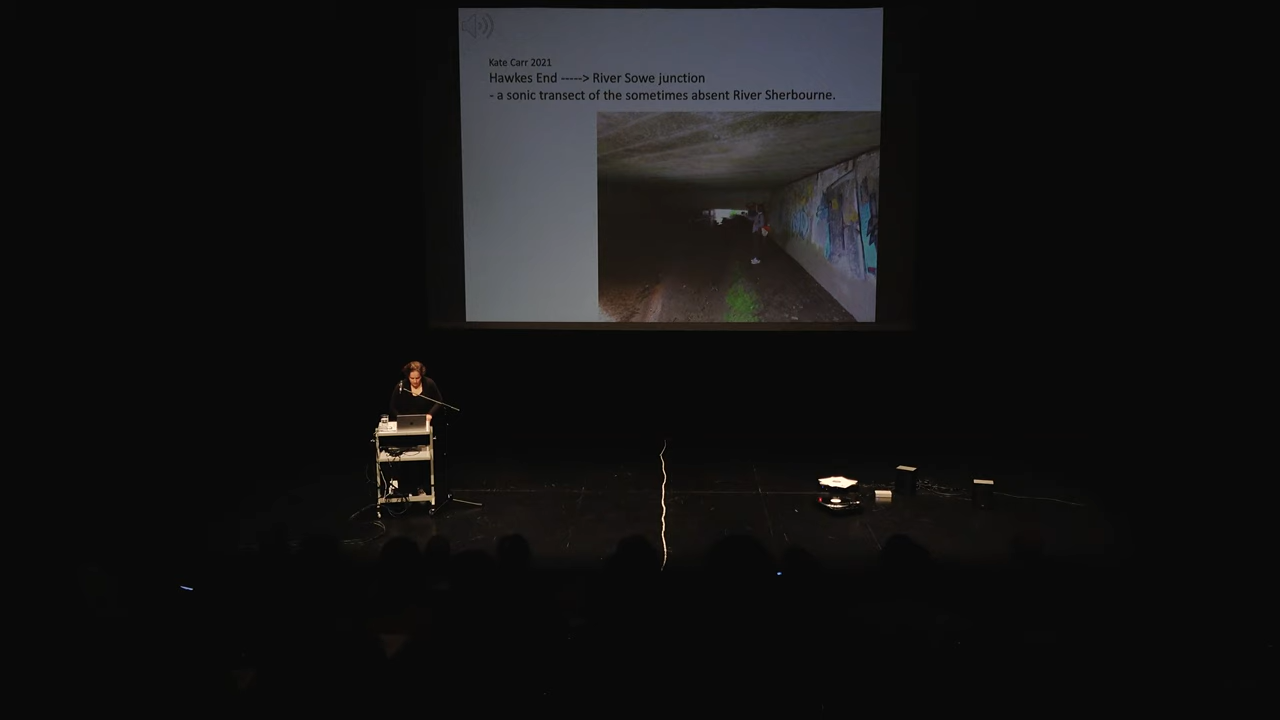 Kate Carr 2021
Hawkes End -----> River Sowe junction
- a sonic transect of the sometimes absent River Sherbourne.